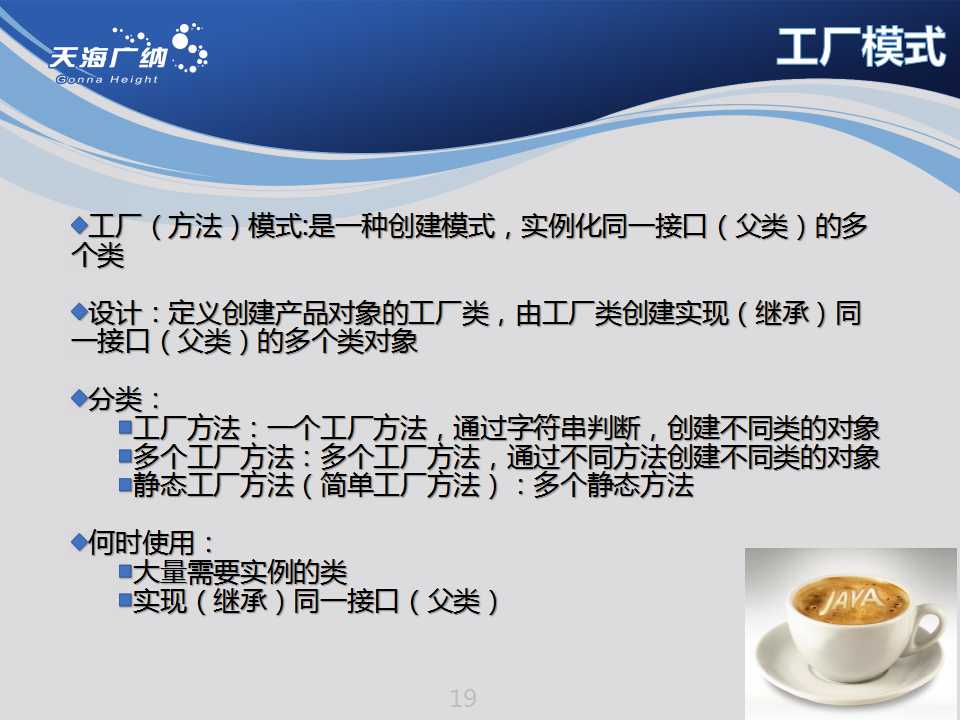 天海广纳
Gonna Height
工厂模式
工厂（方法）模式:是一种创建模式，实例化同一接口（父类）的多
个类
设计：定义创建产品对象的工厂类，由工厂类创建实现（继承）同
一接口（父类）的多个类对象
分类：
工厂方法：一个工厂方法，通过字符串判断，创建不同类的对象
多个工厂方法：多个工厂方法，通过不同方法创建不同类的对象
静态工厂方法（简单工厂方法）：多个静态方法
何时使用：
大量需要实例的类
实现（继承）同一接口（父类）
JAVA
19